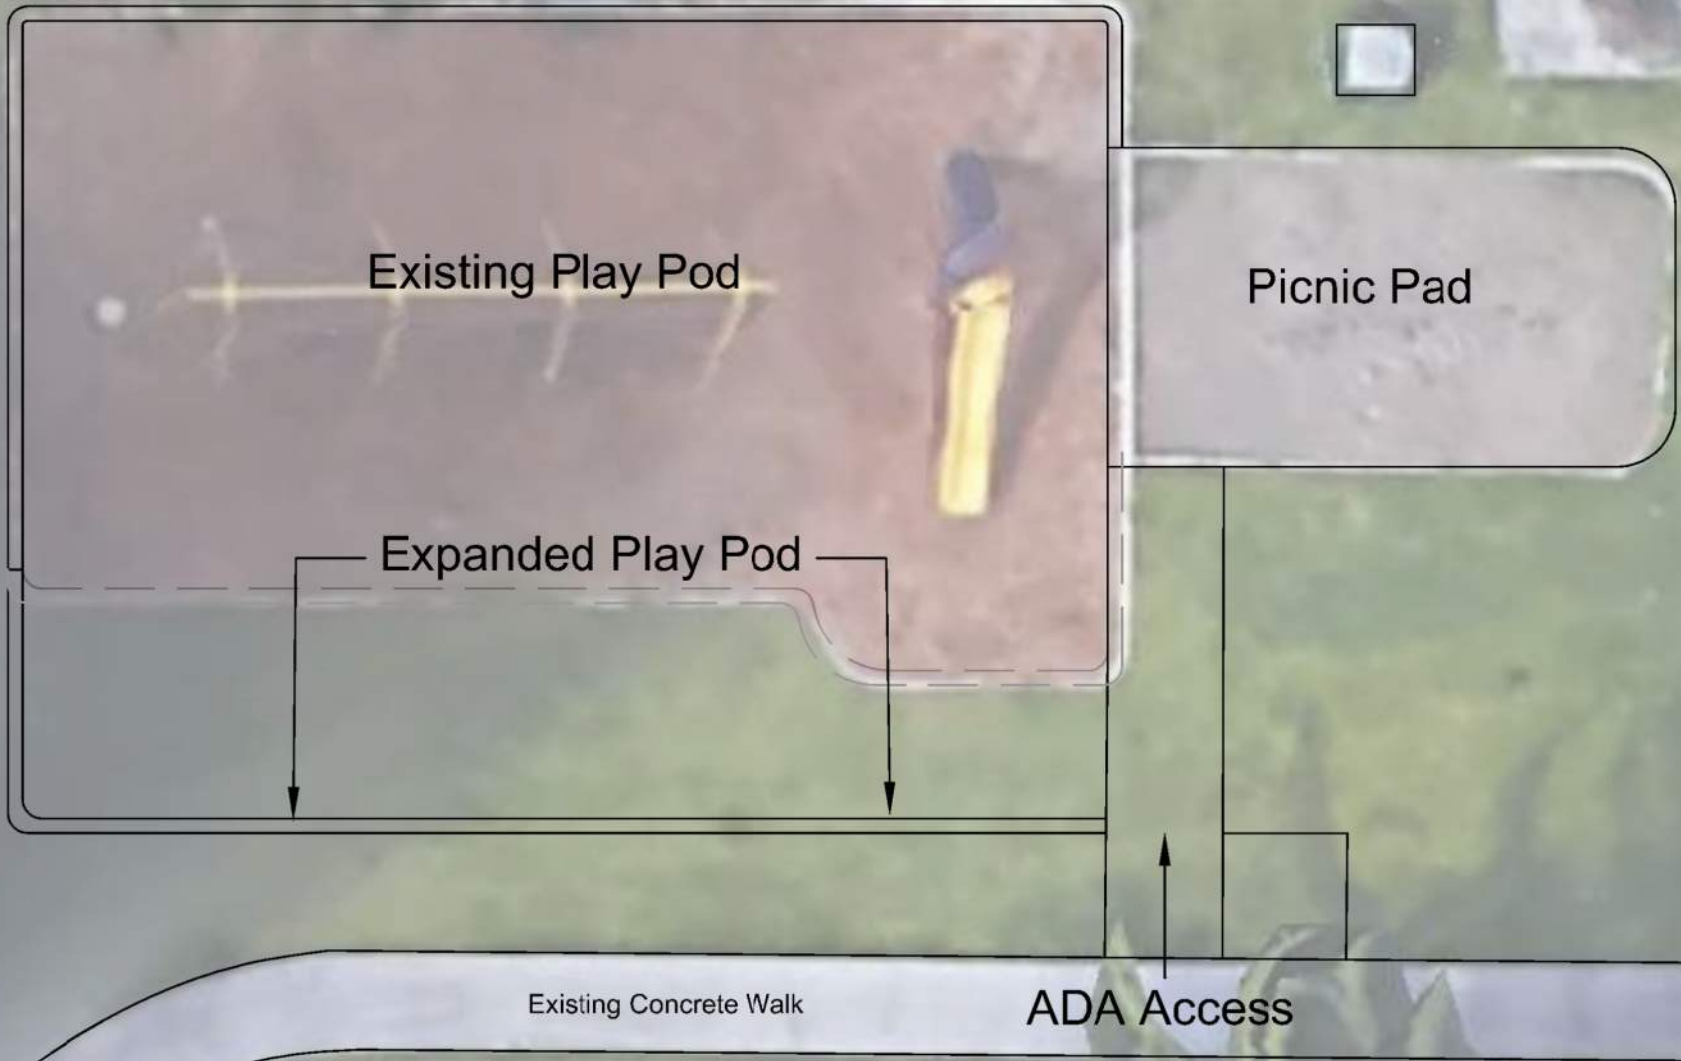 Existing Play Pod
Picnic Pad
Expanded Play Pod
Existing Concrete Walk
ADA Access